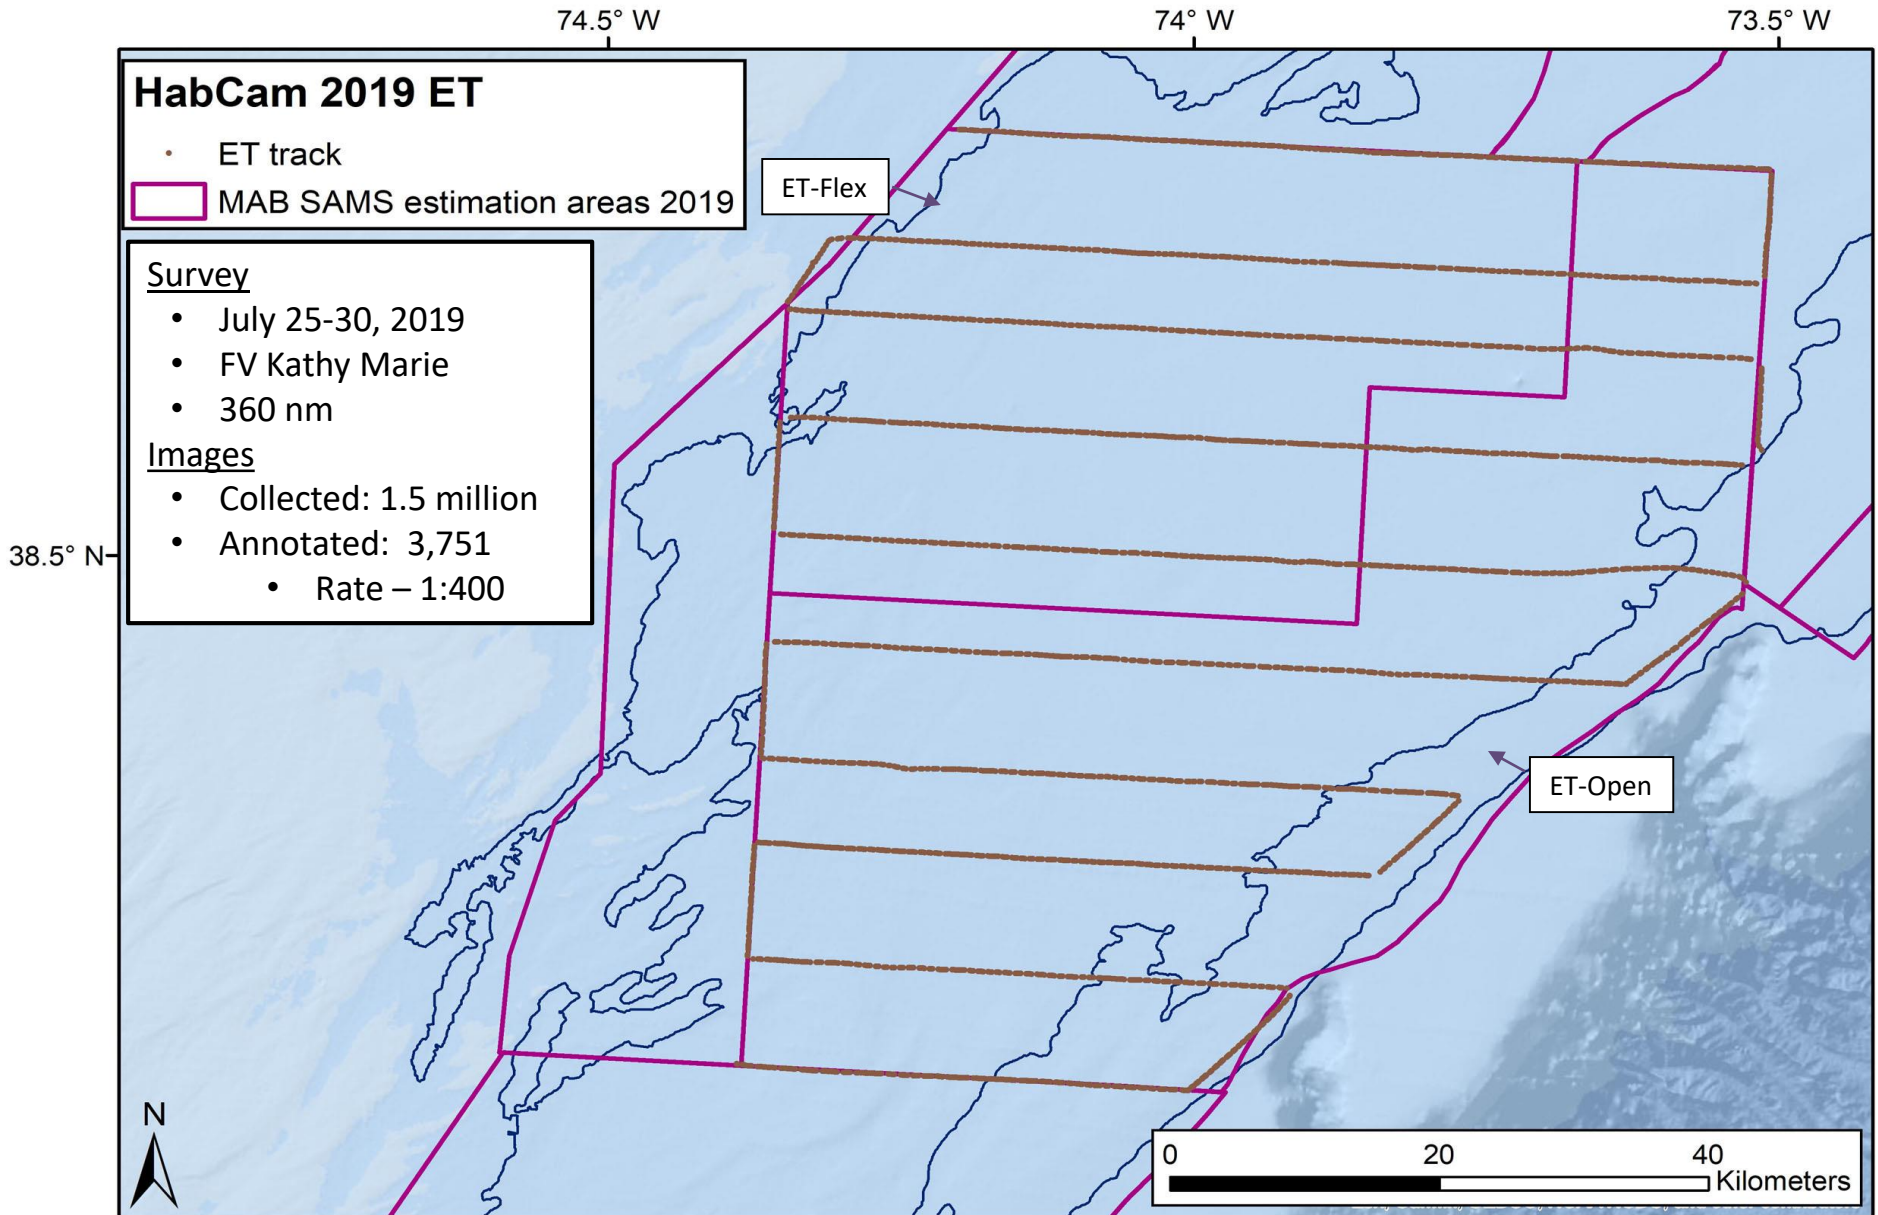 74.5° W
74° W
73.5° W
HabCam 2019 ET
ET track
MAB SAMS estimation areas 2019
ET-Flex
Survey
• July 25-30, 2019
• FV Kathy Marie
• 360 nm
Images
• Collected: 1.5 million
• Annotated: 3,751
• Rate – 1:400
38.5° N
ET-Open
N
0 20 40
Kilometers